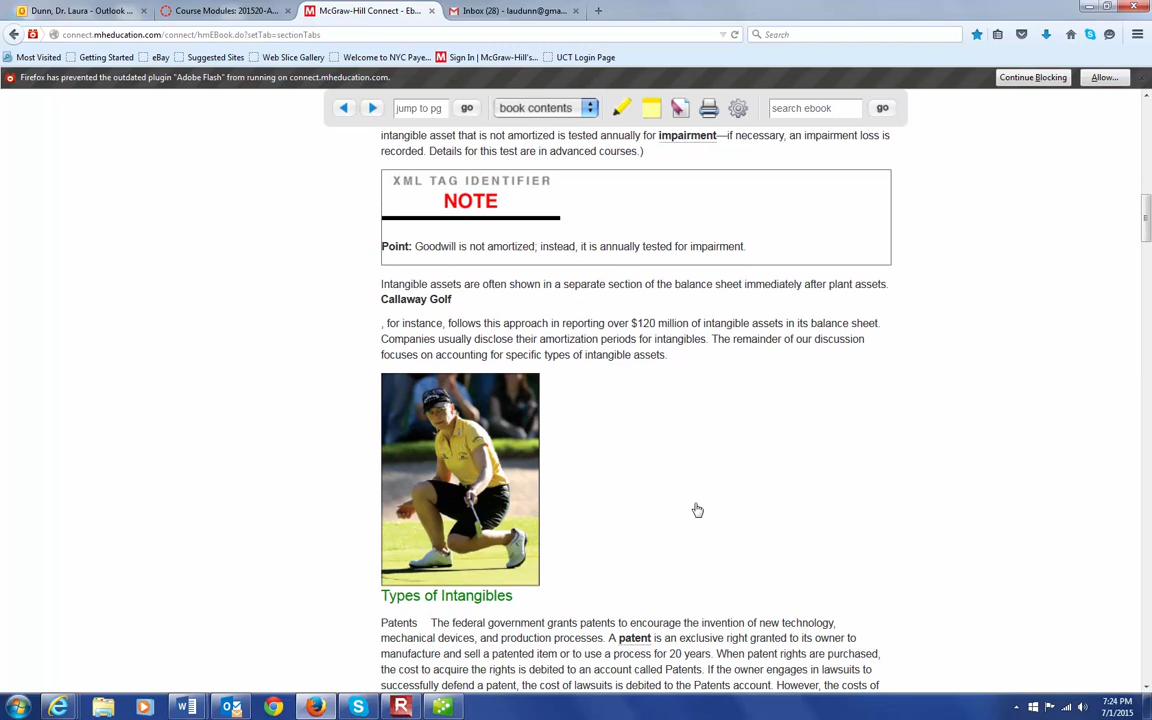 Dunn, Dr. Laura - Outlook ...
Course Modules: 201520-A...
McGraw-Hill Connect - Eb...
Inbox (28) - laudunn@gma...
connect.mheducation.com/connect/hmEBook.do?setTab=sectionTabs
Search
Most Visited
Getting Started
Suggested Sites
eBay
Web Slice Gallery
Welcome to NYC Paye...
Sign In | McGraw-Hill's...
UCT Login Page
Firefox has prevented the outdated plugin "Adobe Flash" from running on connect.mheducation.com.
Continue Blocking
Allow...
jump to pg
go
book contents
search ebook
go
intangible asset that is not amortized is tested annually for impairment—if necessary, an impairment loss is
recorded. Details for this test are in advanced courses.)
XML TAG IDENTIFIER
NOTE
Point: Goodwill is not amortized; instead, it is annually tested for impairment.
Intangible assets are often shown in a separate section of the balance sheet immediately after plant assets.
Callaway Golf
, for instance, follows this approach in reporting over $120 million of intangible assets in its balance sheet.
Companies usually disclose their amortization periods for intangibles. The remainder of our discussion
focuses on accounting for specific types of intangible assets.
Types of Intangibles
Patents The federal government grants patents to encourage the invention of new technology,
mechanical devices, and production processes. A patent is an exclusive right granted to its owner to
manufacture and sell a patented item or to use a process for 20 years. When patent rights are purchased,
the cost to acquire the rights is debited to an account called Patents. If the owner engages in lawsuits to
successfully defend a patent, the cost of lawsuits is debited to the Patents account. However, the costs of
7:24 PM
7/1/2015